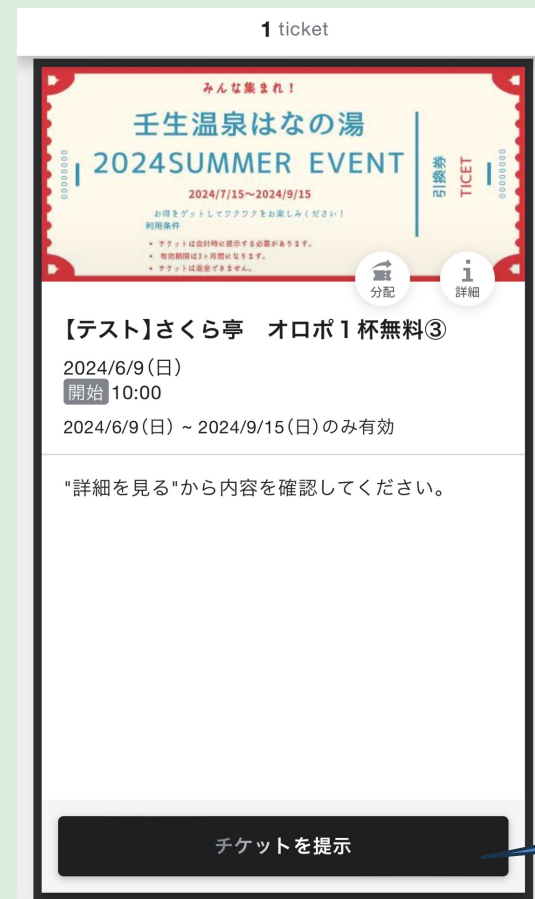 1 ticket
みんな集まれ！
壬生温泉はなの湯
2024SUMMER EVENT
2024/7/15～2024/9/15
お得をゲットしてワクワクをお楽しみください！
利用条件
• チケットは会計時に提示する必要があります。
• 有効期限は3ヶ月間になります。
• チケットは返金できません。
00000000
引換券
TICET
00000000
分配
詳細
【テスト】さくら亭　オロポ１杯無料③
2024/6/9(日)
開始 10:00
2024/6/9(日) ~ 2024/9/15(日)のみ有効
"詳細を見る"から内容を確認してください。
チケットを提示